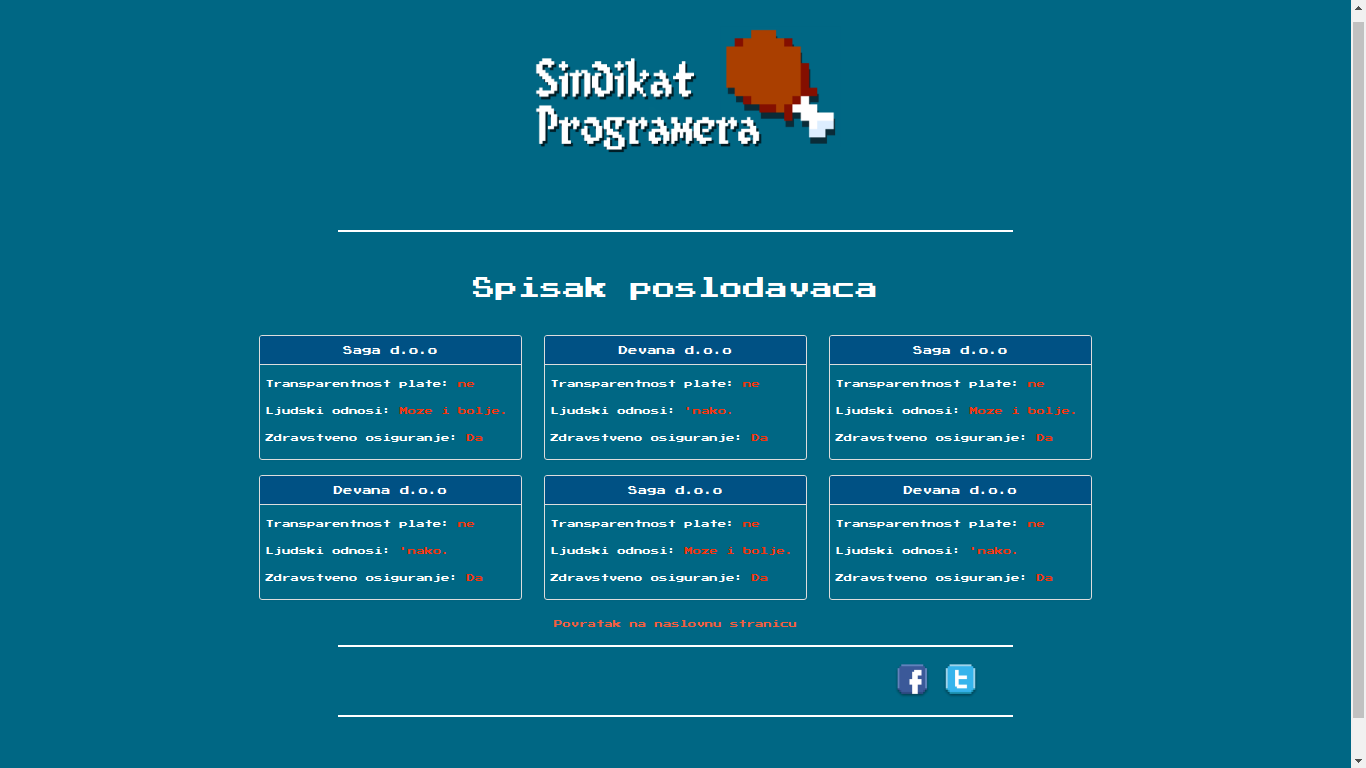 Sindikat
Programera
Spisak poslodavaca
Saga d.o.o
Transparentnost plate: ne
Ljudski odnosi: Moze i bolje.
Zdravstveno osiguranje: Da
Devana d.o.o
Transparentnost plate: ne
Ljudski odnosi: 'nako.
Zdravstveno osiguranje: Da
Saga d.o.o
Transparentnost plate: ne
Ljudski odnosi: Moze i bolje.
Zdravstveno osiguranje: Da
Devana d.o.o
Transparentnost plate: ne
Ljudski odnosi: 'nako.
Zdravstveno osiguranje: Da
Saga d.o.o
Transparentnost plate: ne
Ljudski odnosi: Moze i bolje.
Zdravstveno osiguranje: Da
Devana d.o.o
Transparentnost plate: ne
Ljudski odnosi: 'nako.
Zdravstveno osiguranje: Da
Povratak na naslovnu stranicu